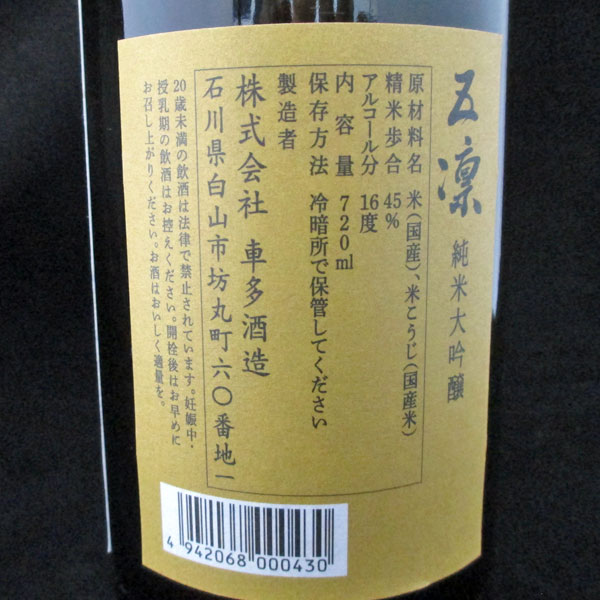 五凛 純米大吟醸
原材料名 米(国産)、米こうじ(国産米)
精米歩合 45%
アルコール分 16度
内容量 720ml
保存方法 冷暗所で保管してください
製造者
株式会社 車多酒造
石川県白山市坊丸町六〇番地一
20歳未満の飲酒は法律で禁止されています。妊娠中・
授乳期の飲酒はお控えください。開栓後はお早めに
お召し上がりください。お酒はおいしく適量を。
4 942068 000430